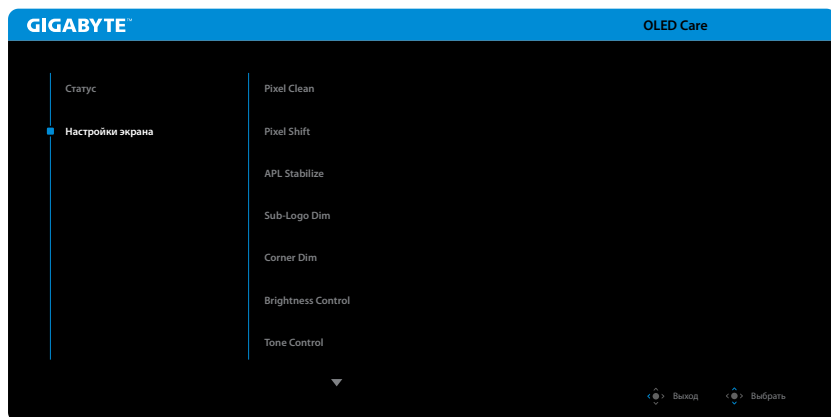 GIGABYTE™ OLED Care
Статус
Настройки экрана
Pixel Clean
Pixel Shift
APL Stabilize
Sub-Logo Dim
Corner Dim
Brightness Control
Tone Control
Выход Выбрать